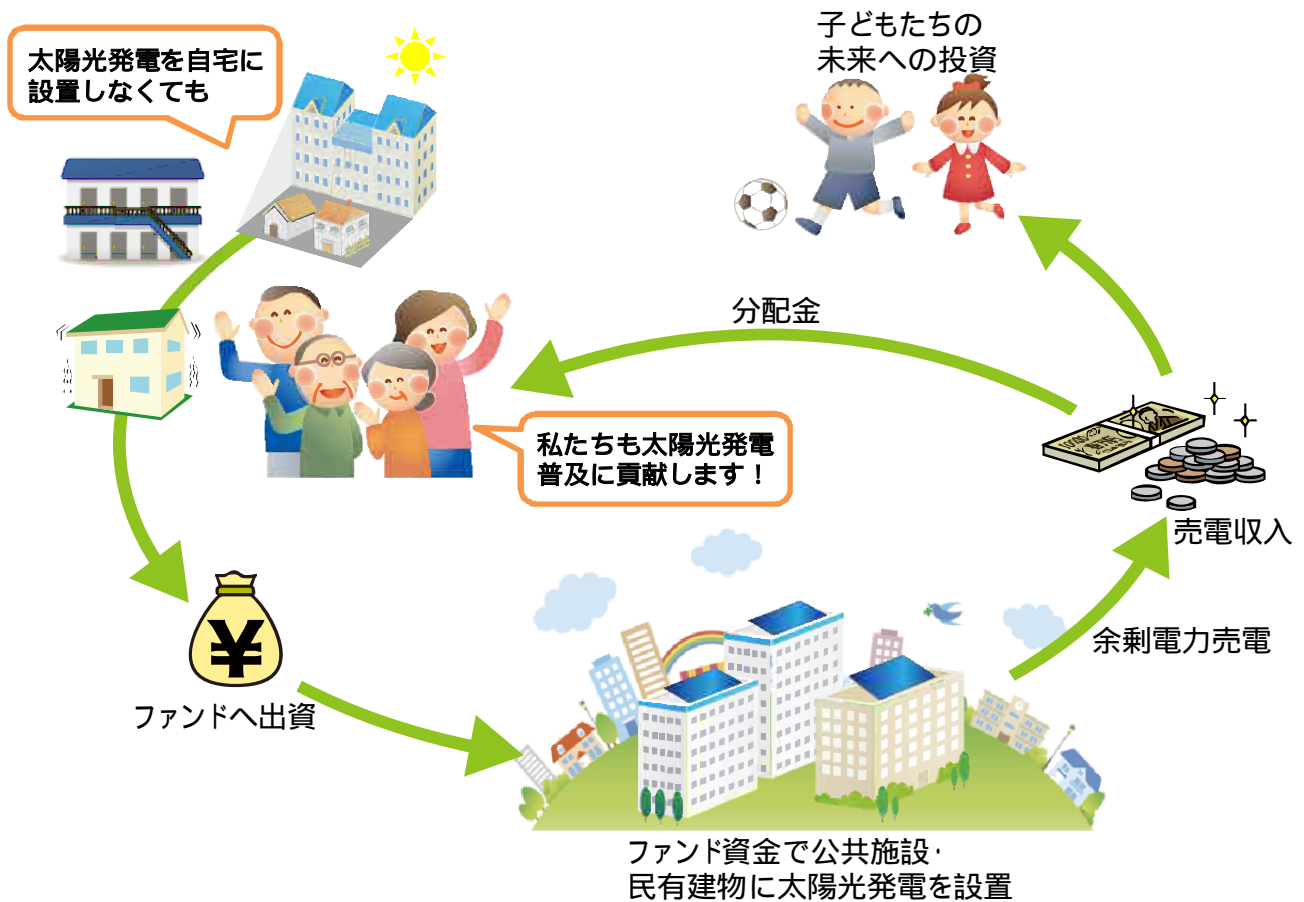 太陽光発電を自宅に
設置しなくても
子どもたちの
未来への投資
分配金
私たちも太陽光発電
普及に貢献します！
売電収入
余剰電力売電
¥
ファンドへ出資
ファンド資金で公共施設・
民有建物に太陽光発電を設置